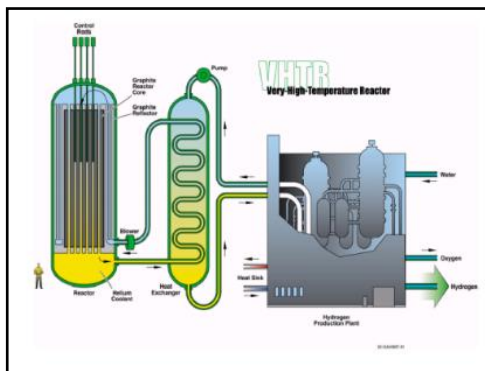 Control
Rods
Graphite
Reactor
Core
Graphite
Reflector
Pump
VHTR
Very-High-Temperature Reactor
Blower
Water
Oxygen
Hydrogen
Heat Sink
Reactor
Helium
Coolant
Heat
Exchanger
Hydrogen
Production Plant